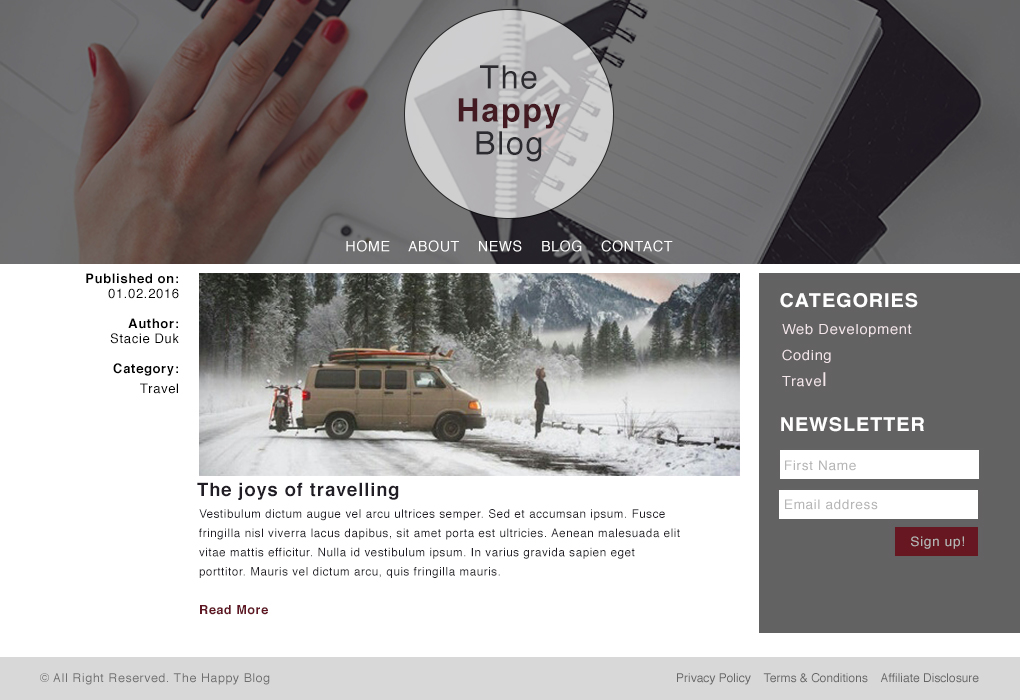 The
Happy
Blog
HOME ABOUT NEWS BLOG CONTACT
Published on:
01.02.2016
Author:
Stacie Duk
Category:
Travel
The joys of travelling
Vestibulum dictum augue vel arcu ultrices semper. Sed et accumsan ipsum. Fusce
fringilla nisl viverra lacus dapibus, sit amet porta est ultricies. Aenean malesuada elit
vitae mattis efficitur. Nulla id vestibulum ipsum. In varius gravida sapien eget
porttitor. Mauris vel dictum arcu, quis fringilla mauris.
Read More
CATEGORIES
Web Development
Coding
Travel
NEWSLETTER
First Name
Email address
Sign up!
© All Right Reserved. The Happy Blog
Privacy Policy Terms & Conditions Affiliate Disclosure